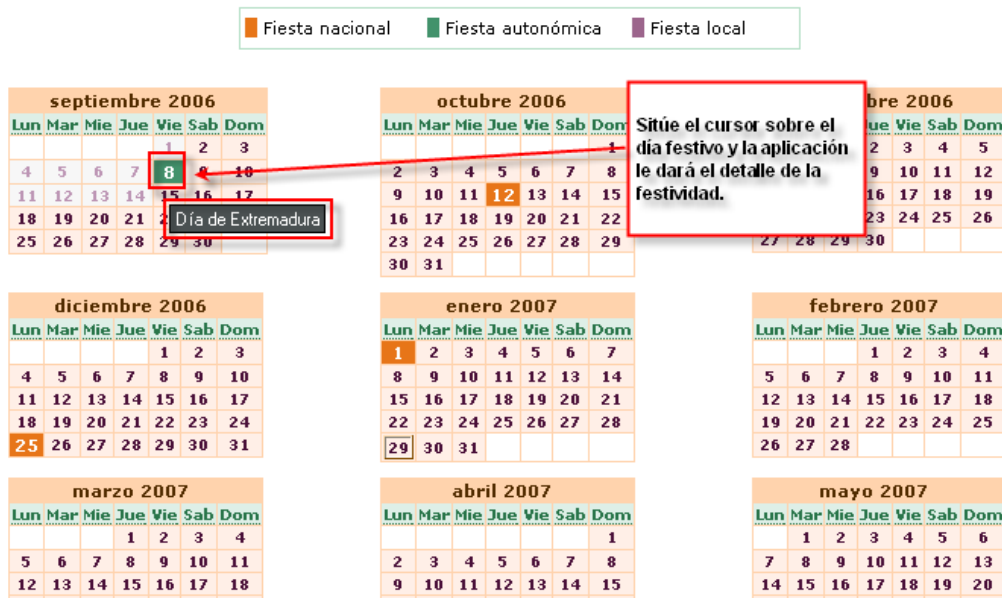 Fiesta nacional Fiesta autonómica Fiesta local
septiembre 2006
Lun Mar Mie Jue Vie Sab Dom
1 2 3
4 5 6 7 8 9 10
11 12 13 14 15 16 17
18 19 20 21 2
25 26 27 28 29 30
Día de Extremadura
octubre 2006
Lun Mar Mie Jue Vie Sab Dom
1
2 3 4 5 6 7 8
9 10 11 12 13 14 15
16 17 18 19 20 21 22
23 24 25 26 27 28 29
30 31
Sitúe el cursor sobre el
día festivo y la aplicación
le dará el detalle de la
festividad.
bre 2006
Jue Vie Sab Dom
2 3 4 5
9 10 11 12
16 17 18 19
23 24 25 26
27 28 29 30
diciembre 2006
Lun Mar Mie Jue Vie Sab Dom
1 2 3
4 5 6 7 8 9 10
11 12 13 14 15 16 17
18 19 20 21 22 23 24
25 26 27 28 29 30 31
enero 2007
Lun Mar Mie Jue Vie Sab Dom
1 2 3 4 5 6 7
8 9 10 11 12 13 14
15 16 17 18 19 20 21
22 23 24 25 26 27 28
29 30 31
febrero 2007
Lun Mar Mie Jue Vie Sab Dom
1 2 3 4
5 6 7 8 9 10 11
12 13 14 15 16 17 18
19 20 21 22 23 24 25
26 27 28
marzo 2007
Lun Mar Mie Jue Vie Sab Dom
1 2 3 4
5 6 7 8 9 10 11
12 13 14 15 16 17 18
abril 2007
Lun Mar Mie Jue Vie Sab Dom
1
2 3 4 5 6 7 8
9 10 11 12 13 14 15
mayo 2007
Lun Mar Mie Jue Vie Sab Dom
1 2 3 4 5 6
7 8 9 10 11 12 13
14 15 16 17 18 19 20